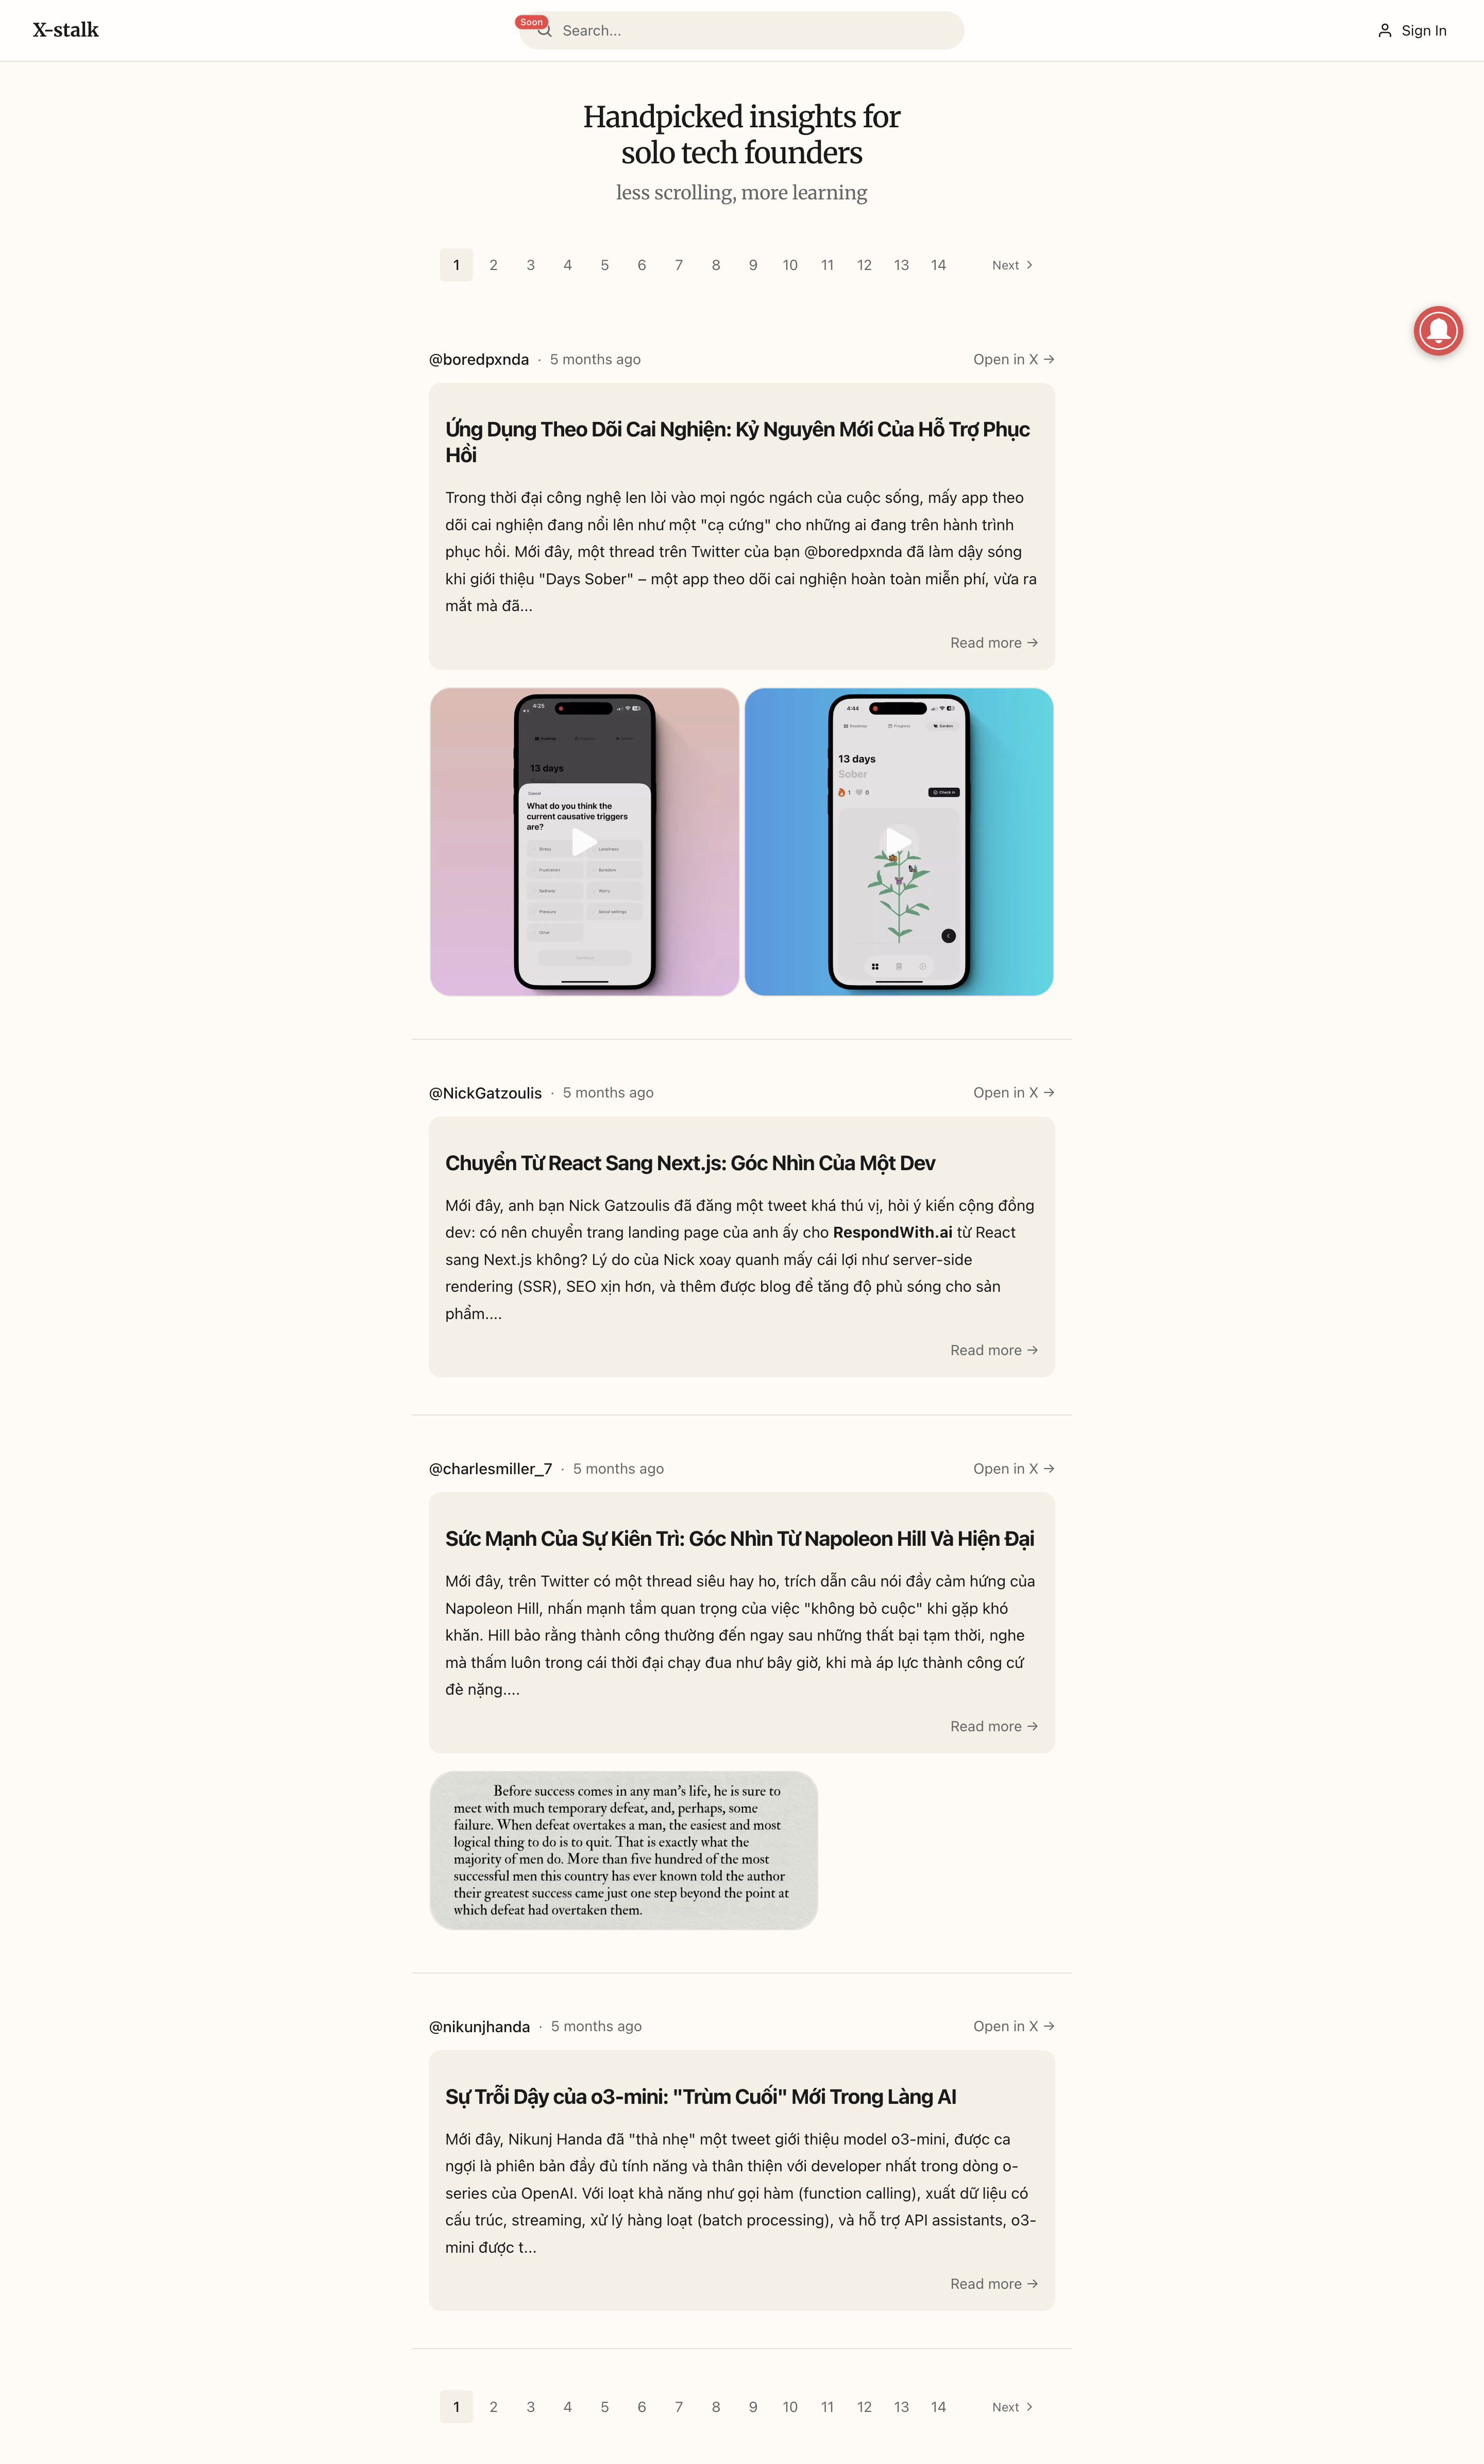 X-stalk
Soon
Search...
Sign In
Handpicked insights for
solo tech founders
less scrolling, more learning
1 2 3 4 5 6 7 8 9 10 11 12 13 14 Next
@boredpxnda · 5 months ago Open in X →
Ứng Dụng Theo Dõi Cai Nghiện: Kỷ Nguyên Mới Của Hỗ Trợ Phục
Hồi
Trong thời đại công nghệ len lỏi vào mọi ngóc ngách của cuộc sống, mấy app theo
dõi cai nghiện đang nổi lên như một "cạ cứng" cho những ai đang trên hành trình
phục hồi. Mới đây, một thread trên Twitter của bạn @boredpxnda đã làm dậy sóng
khi giới thiệu "Days Sober" – một app theo dõi cai nghiện hoàn toàn miễn phí, vừa ra
mắt mà đã...
Read more →
4:25
13 days
Cancel
What do you think the
current causative triggers
are?
Stress Loneliness
Frustration Boredom
Sadness Worry
Pressure Social settings
Other
Continue
4:44
Roadmap Progress Garden
13 days
Sober
1 0 Check in
@NickGatzoulis · 5 months ago Open in X →
Chuyển Từ React Sang Next.js: Góc Nhìn Của Một Dev
Mới đây, anh bạn Nick Gatzoulis đã đăng một tweet khá thú vị, hỏi ý kiến cộng đồng
dev: có nên chuyển trang landing page của anh ấy cho RespondWith.ai từ React
sang Next.js không? Lý do của Nick xoay quanh mấy cái lợi như server-side
rendering (SSR), SEO xịn hơn, và thêm được blog để tăng độ phủ sóng cho sản
phẩm....
Read more →
@charlesmiller_7 · 5 months ago Open in X →
Sức Mạnh Của Sự Kiên Trì: Góc Nhìn Từ Napoleon Hill Và Hiện Đại
Mới đây, trên Twitter có một thread siêu hay ho, trích dẫn câu nói đầy cảm hứng của
Napoleon Hill, nhấn mạnh tầm quan trọng của việc "không bỏ cuộc" khi gặp khó
khăn. Hill bảo rằng thành công thường đến ngay sau những thất bại tạm thời, nghe
mà thấm luôn trong cái thời đại chạy đua như bây giờ, khi mà áp lực thành công cứ
đè nặng....
Read more →
Before success comes in any man's life, he is sure to
meet with much temporary defeat, and, perhaps, some
failure. When defeat overtakes a man, the easiest and most
logical thing to do is to quit. That is exactly what the
majority of men do. More than five hundred of the most
successful men this country has ever known told the author
their greatest success came just one step beyond the point at
which defeat had overtaken them.
@nikunjhanda · 5 months ago Open in X →
Sự Trỗi Dậy của o3-mini: "Trùm Cuối" Mới Trong Làng AI
Mới đây, Nikunj Handa đã "thả nhẹ" một tweet giới thiệu model o3-mini, được ca
ngợi là phiên bản đầy đủ tính năng và thân thiện với developer nhất trong dòng o-
series của OpenAI. Với loạt khả năng như gọi hàm (function calling), xuất dữ liệu có
cấu trúc, streaming, xử lý hàng loạt (batch processing), và hỗ trợ API assistants, o3-
mini được t...
Read more →
1 2 3 4 5 6 7 8 9 10 11 12 13 14 Next